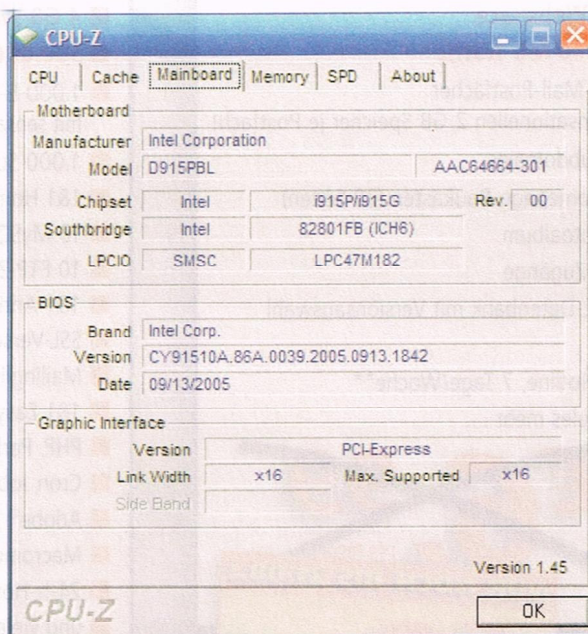 CPU-Z
CPU Cache Mainboard Memory SPD About
Motherboard
Manufacturer Intel Corporation
Model D915PBL AAC64664-301
Chipset Intel i915P/i915G Rev. 00
Southbridge Intel 82801FB (ICH6)
LPCIO SMSC LPC47M182
BIOS
Brand Intel Corp.
Version CY91510A.86A.0039.2005.0913.1842
Date 09/13/2005
Graphic Interface
Version PCI-Express
Link Width x16 Max. Supported x16
Side Band
Version 1.45
CPU-Z OK